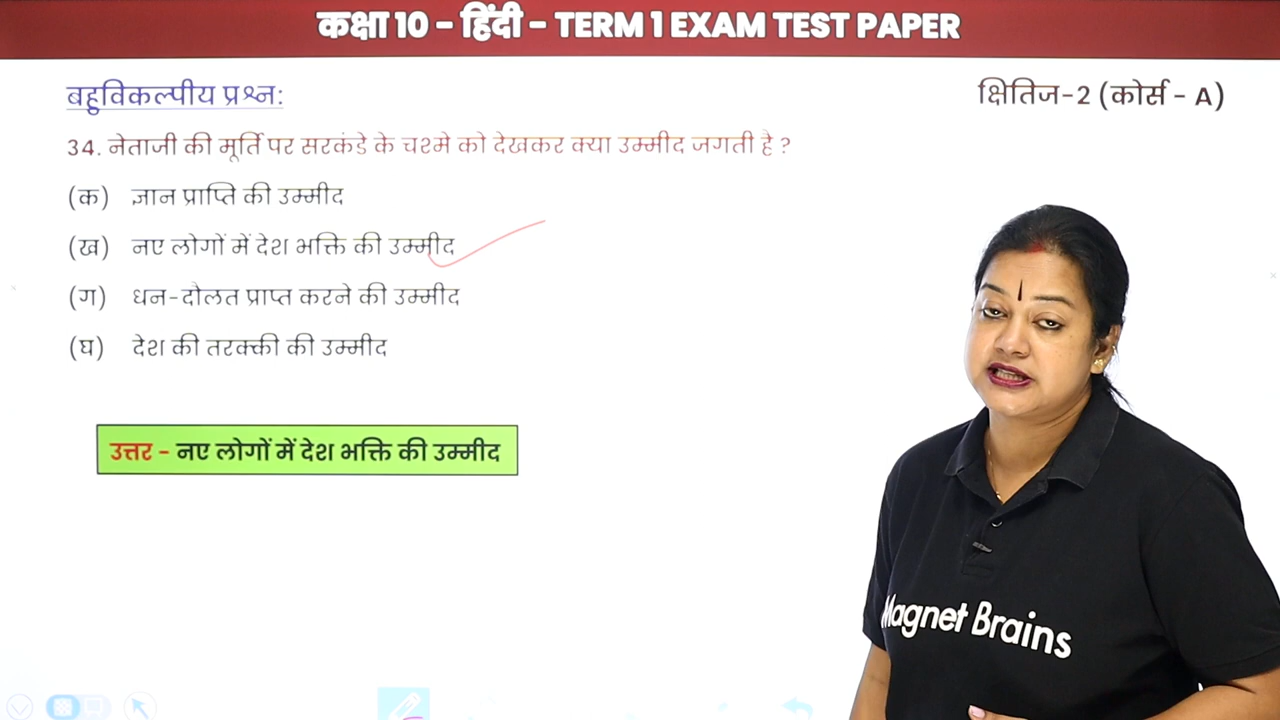 कक्षा 10 - हिंदी - TERM 1 EXAM TEST PAPER
बहुविकल्पीय प्रश्न:
क्षितिज-2 (कोर्स - A)
34. नेताजी की मूर्ति पर सरकंडे के चश्मे को देखकर क्या उम्मीद जगती है ?
(क) ज्ञान प्राप्ति की उम्मीद
(ख) नए लोगों में देश भक्ति की उम्मीद
(ग) धन-दौलत प्राप्त करने की उम्मीद
(घ) देश की तरक्की की उम्मीद
उत्तर - नए लोगों में देश भक्ति की उम्मीद
Magnet Brains